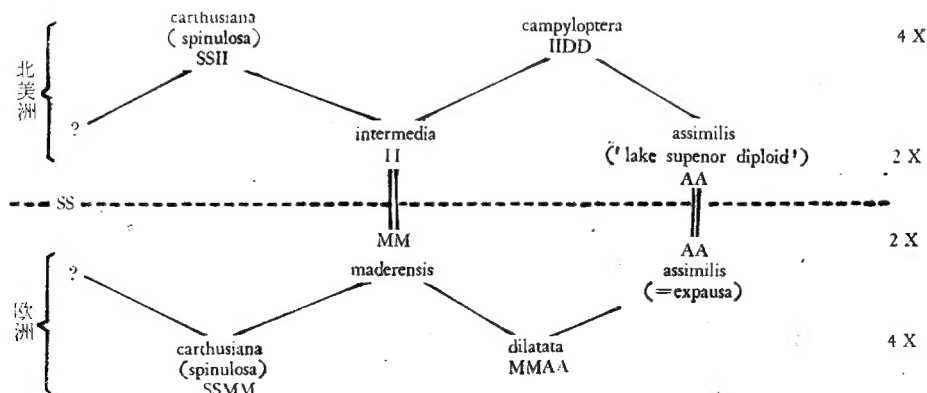 carthusiana
( spinulosa)
SSII
campyloptera
IIDD
4 X
北美洲
?
intermedia
II
assimilis
('lake supenor diploid')
AA
2 X
SS
MM
maderensis
AA
assimilis
(=expausa)
2 X
欧洲
?
carthusiana
(spinulosa)
SSMM
dilatata
MMAA
4 X